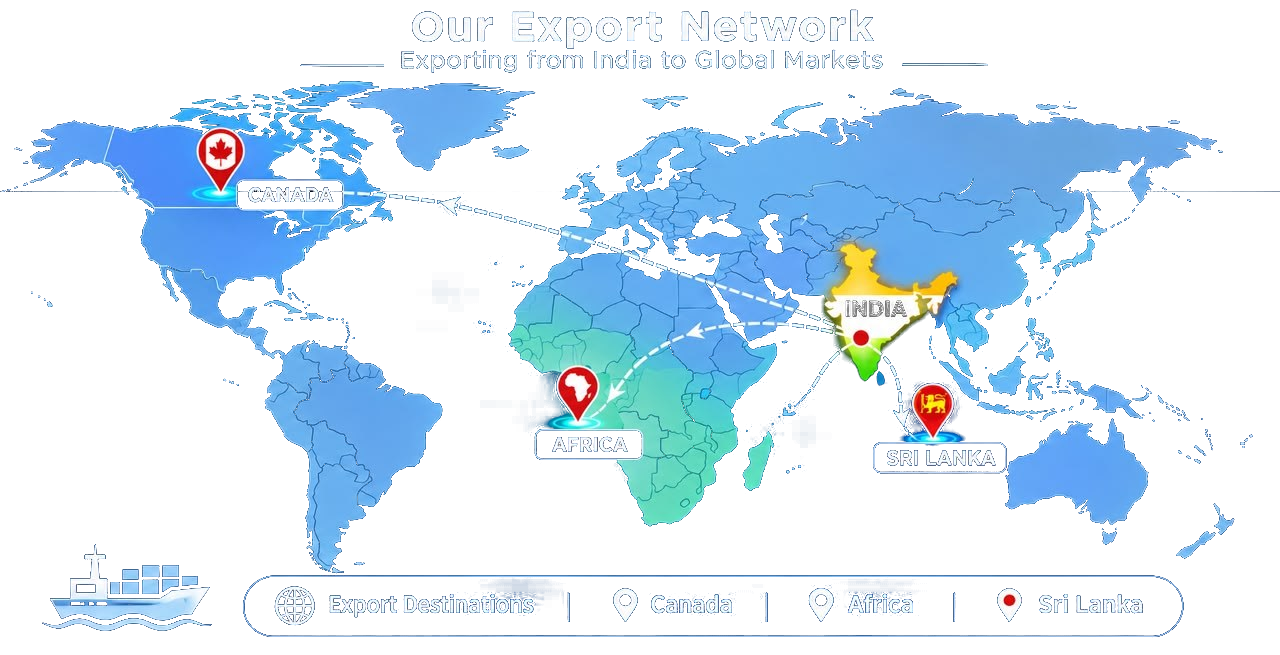 Our Export Network
Exporting from India to Global Markets
CANADA
INDIA
AFRICA
SRI LANKA
Export Destinations
Canada
Africa
Sri Lanka